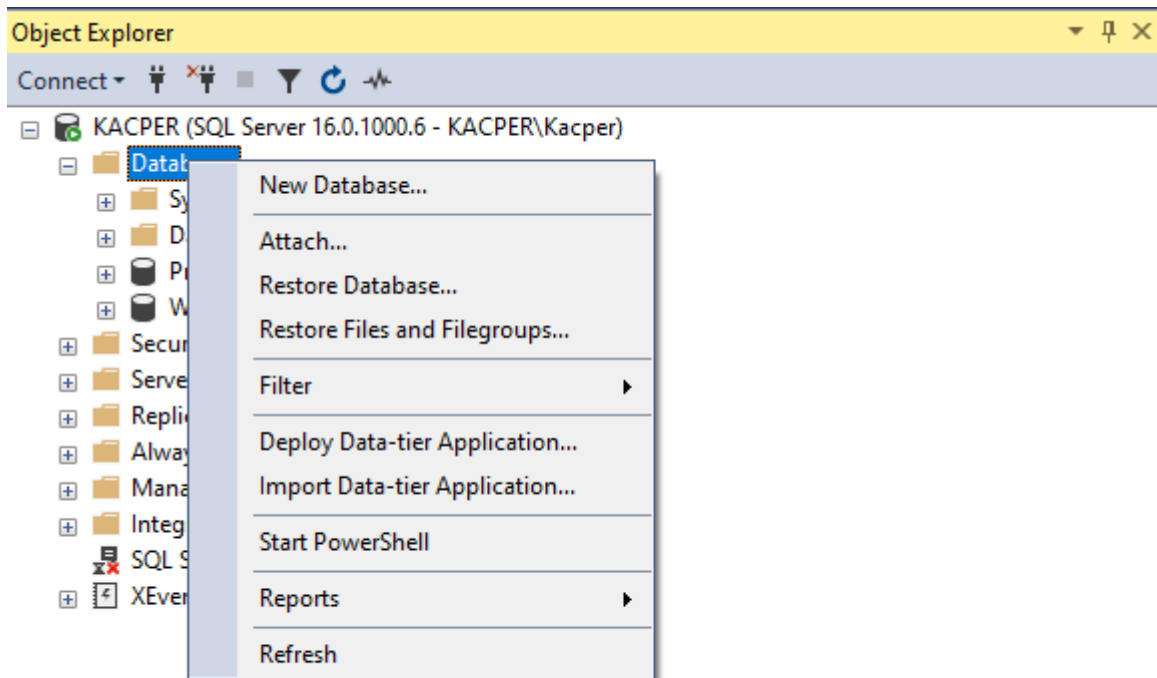 Object Explorer
Connect
KACPER (SQL Server 16.0.1000.6 - KACPER\Kacper)
New Database...
Attach...
Restore Database...
Restore Files and Filegroups...
Filter
Deploy Data-tier Application...
Import Data-tier Application...
Start PowerShell
Reports
Refresh